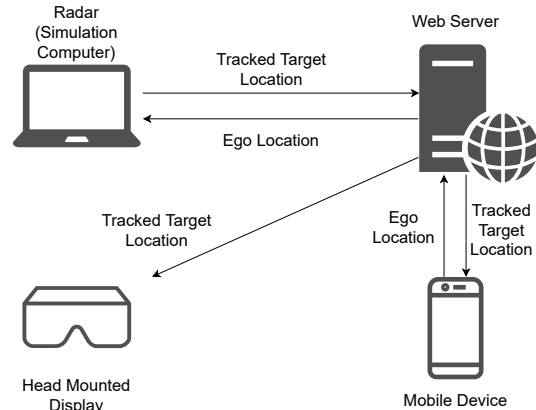 Radar
(Simulation
Computer)
Web Server
Tracked Target
Location
Ego Location
Tracked Target
Location
Ego
Location
Tracked
Target
Location
Head Mounted
Display
Mobile Device